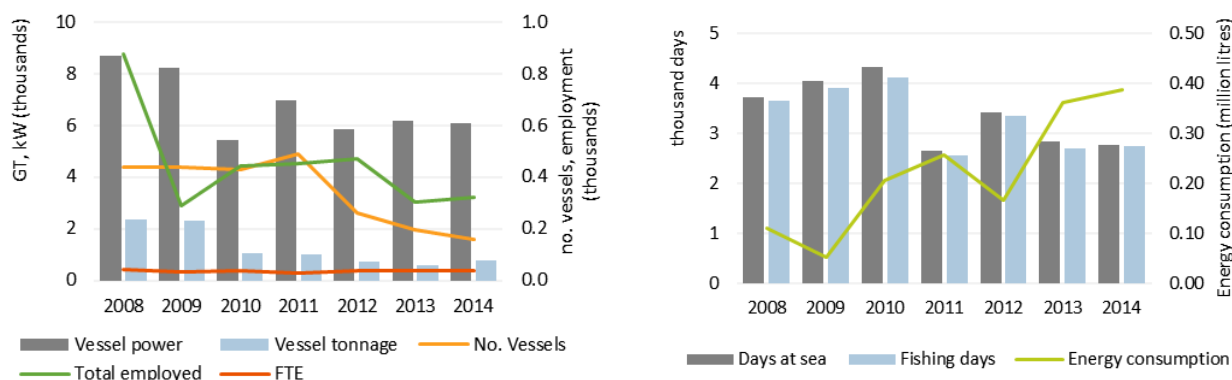 GT, kW (thousands)
10
8
6
4
2
0
1.0
0.8
0.6
0.4
0.2
0.0
no. vessels, employment
(thousands)
2008 2009 2010 2011 2012 2013 2014
Vessel power Vessel tonnage No. Vessels
Total employed FTE
thousand days
5
4
3
2
1
0
0.50
0.40
0.30
0.20
0.10
0.00
Energy consumption (million litres)
2008 2009 2010 2011 2012 2013 2014
Days at sea Fishing days Energy consumption